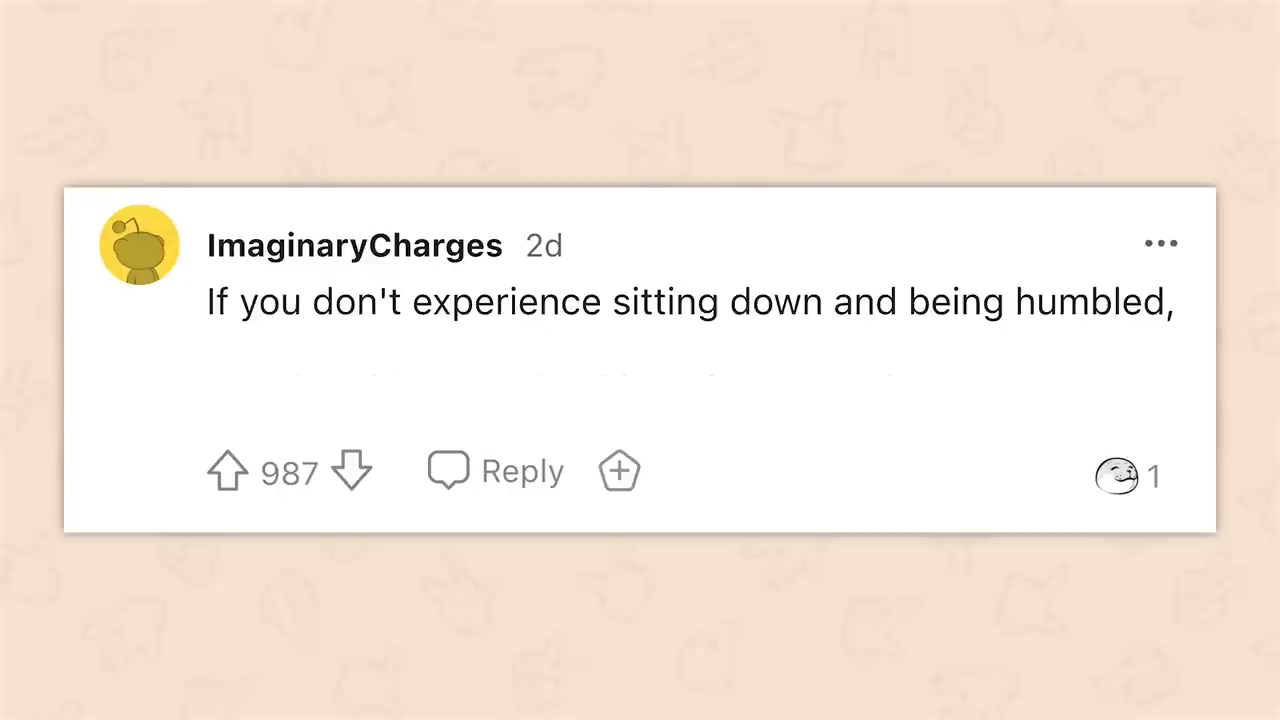 ImaginaryCharges 2d
If you don't experience sitting down and being humbled,
987 Reply 1